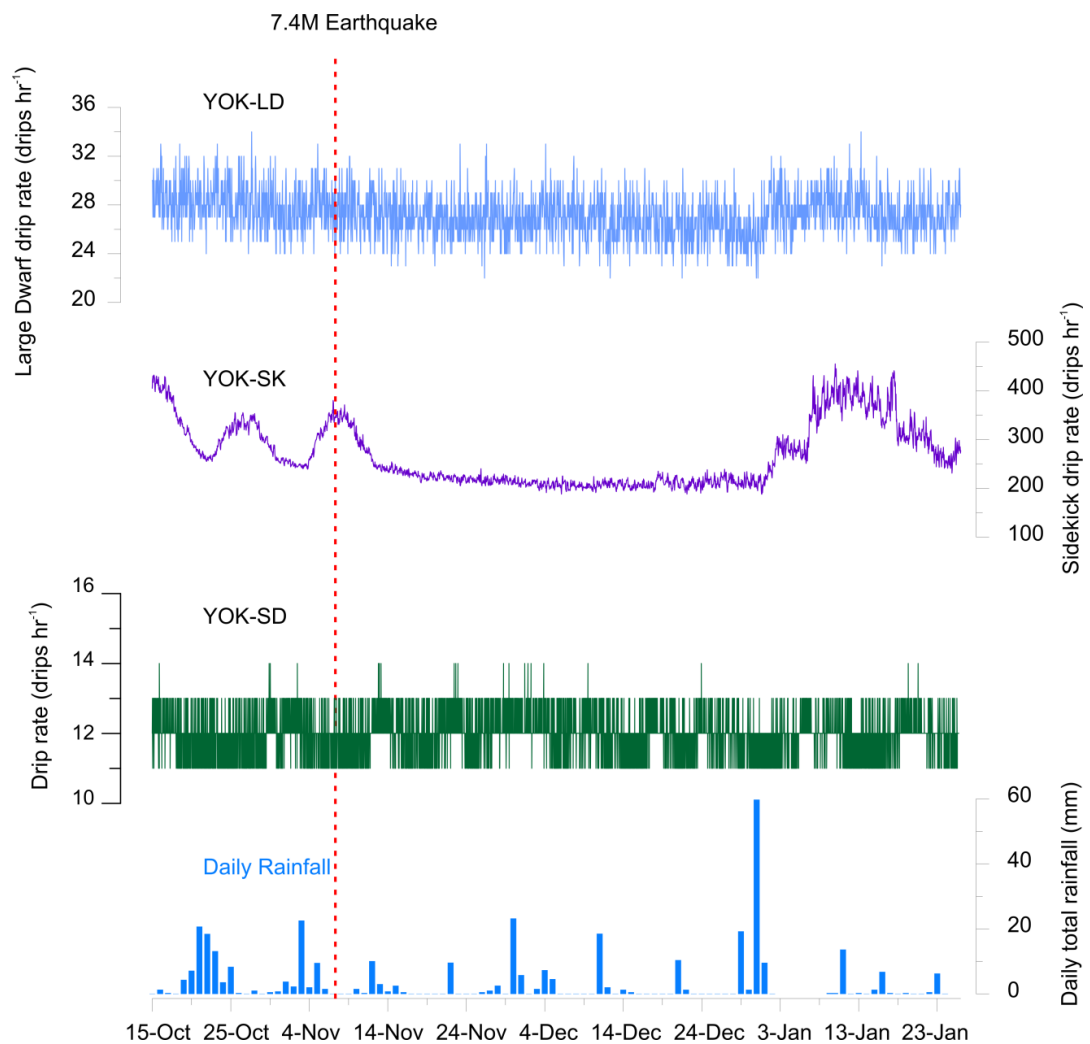 7.4M Earthquake
Large Dwarf drip rate (drips hr⁻¹)
36
32
28
24
20
YOK-LD
YOK-SK
500
400
300
200
100
Sidekick drip rate (drips hr⁻¹)
Drip rate (drips hr⁻¹)
16
14
12
10
YOK-SD
Daily Rainfall
60
40
20
0
Daily total rainfall (mm)
15-Oct 25-Oct 4-Nov 14-Nov 24-Nov 4-Dec 14-Dec 24-Dec 3-Jan 13-Jan 23-Jan